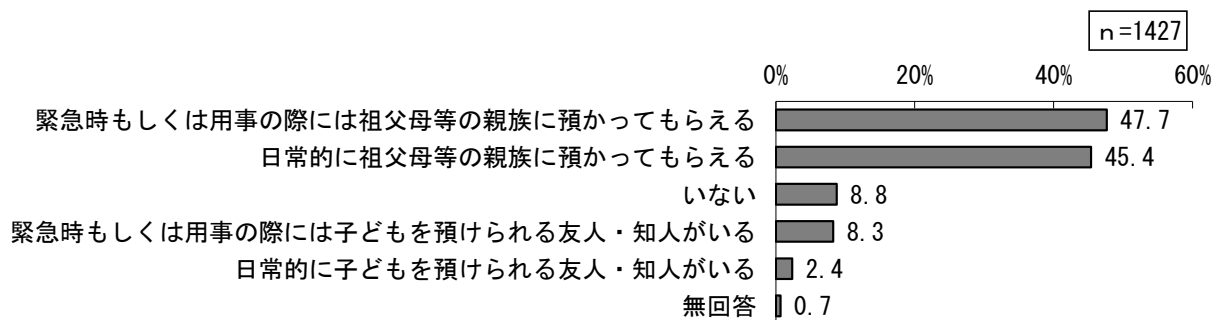 n=1427
0% 20% 40% 60%
緊急時もしくは用事の際には祖父母等の親族に預かってもらえる 47.7
日常的に祖父母等の親族に預かってもらえる 45.4
いない 8.8
緊急時もしくは用事の際には子どもを預けられる友人・知人がいる 8.3
日常的に子どもを預けられる友人・知人がいる 2.4
無回答 0.7